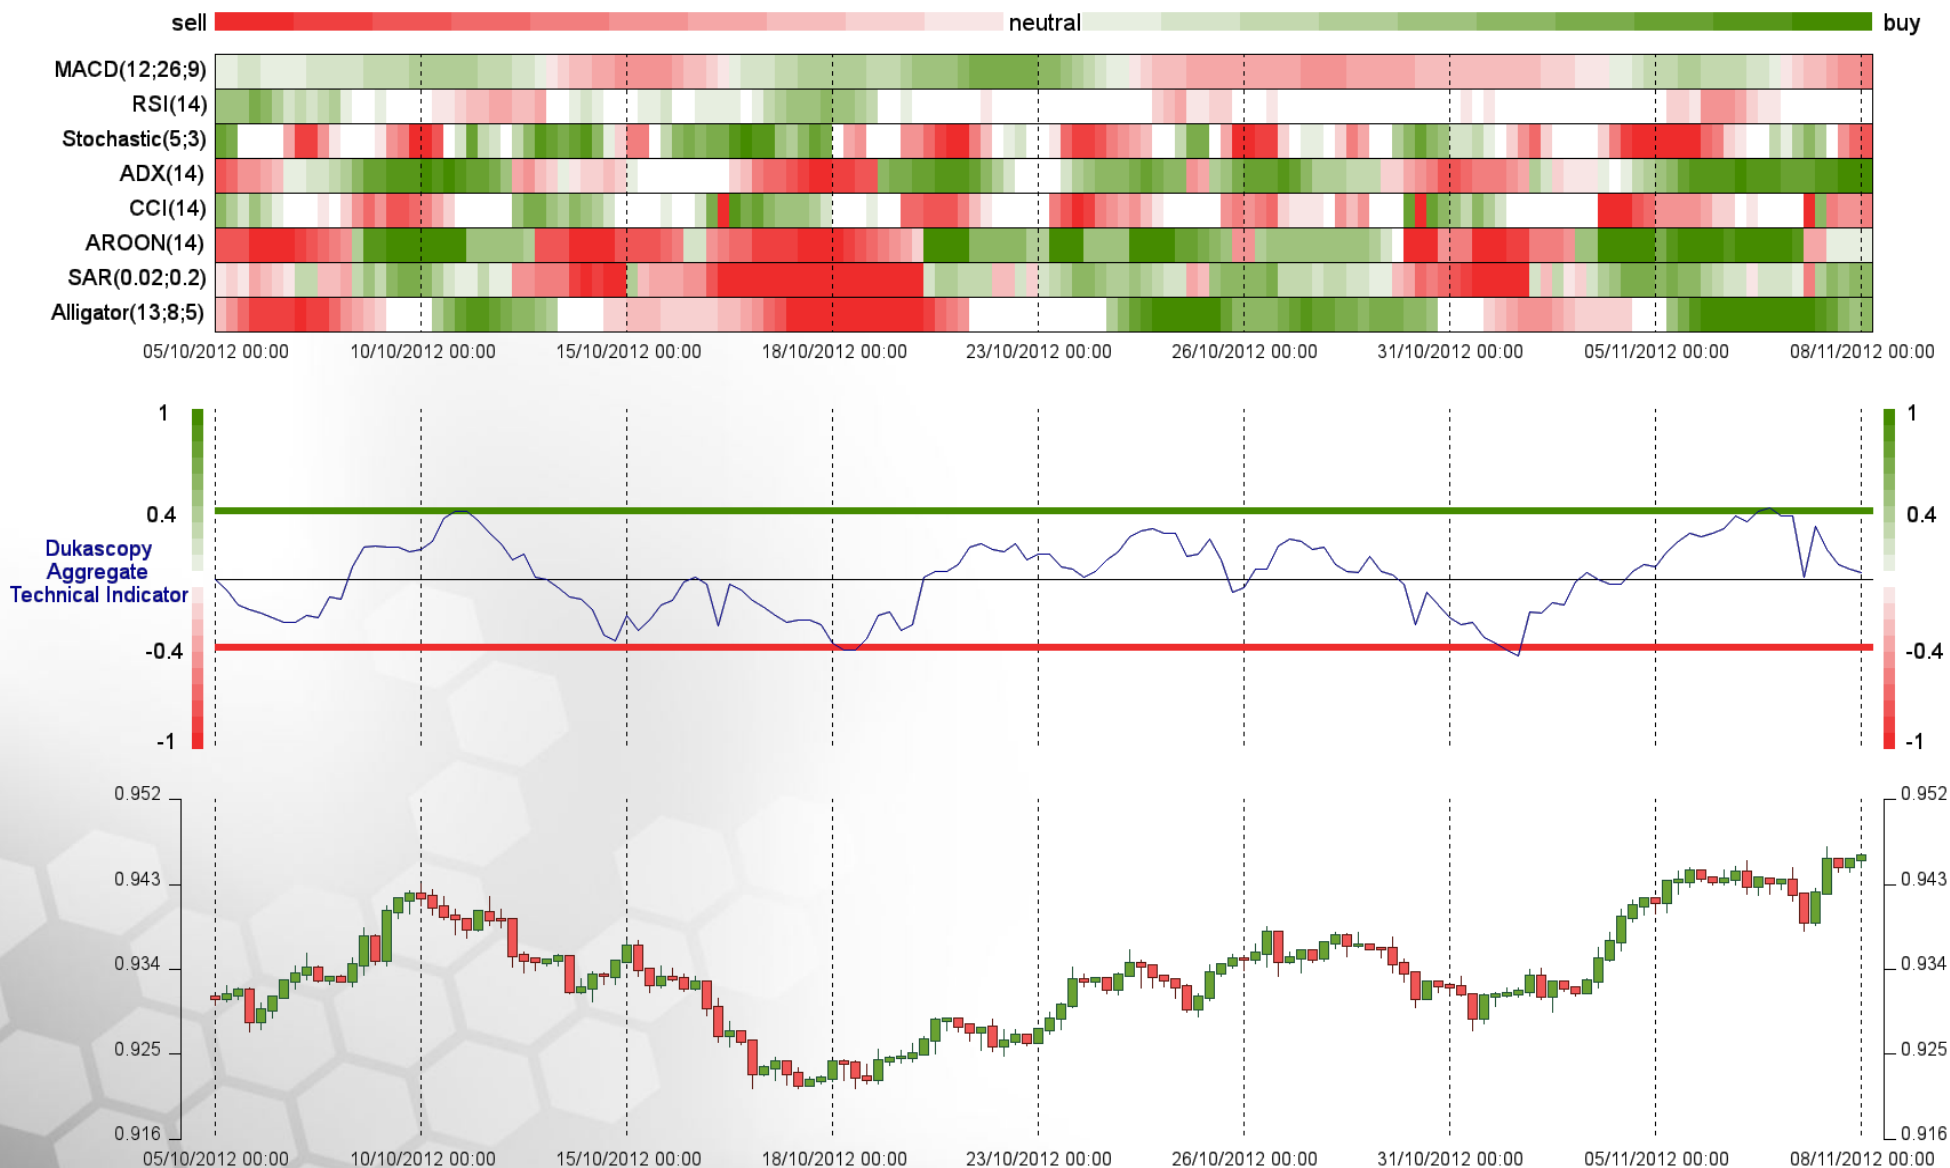 sell neutral buy
MACD(12;26;9)
RSI(14)
Stochastic(5;3)
ADX(14)
CCI(14)
AROON(14)
SAR(0.02;0.2)
Alligator(13;8;5)
05/10/2012 00:00 10/10/2012 00:00 15/10/2012 00:00 18/10/2012 00:00 23/10/2012 00:00 26/10/2012 00:00 31/10/2012 00:00 05/11/2012 00:00 08/11/2012 00:00
1 1
0.4 0.4
Dukascopy
Aggregate
Technical Indicator
-0.4 -0.4
-1 -1
0.952 0.952
0.943 0.943
0.934 0.934
0.925 0.925
0.916 0.916
05/10/2012 00:00 10/10/2012 00:00 15/10/2012 00:00 18/10/2012 00:00 23/10/2012 00:00 26/10/2012 00:00 31/10/2012 00:00 05/11/2012 00:00 08/11/2012 00:00